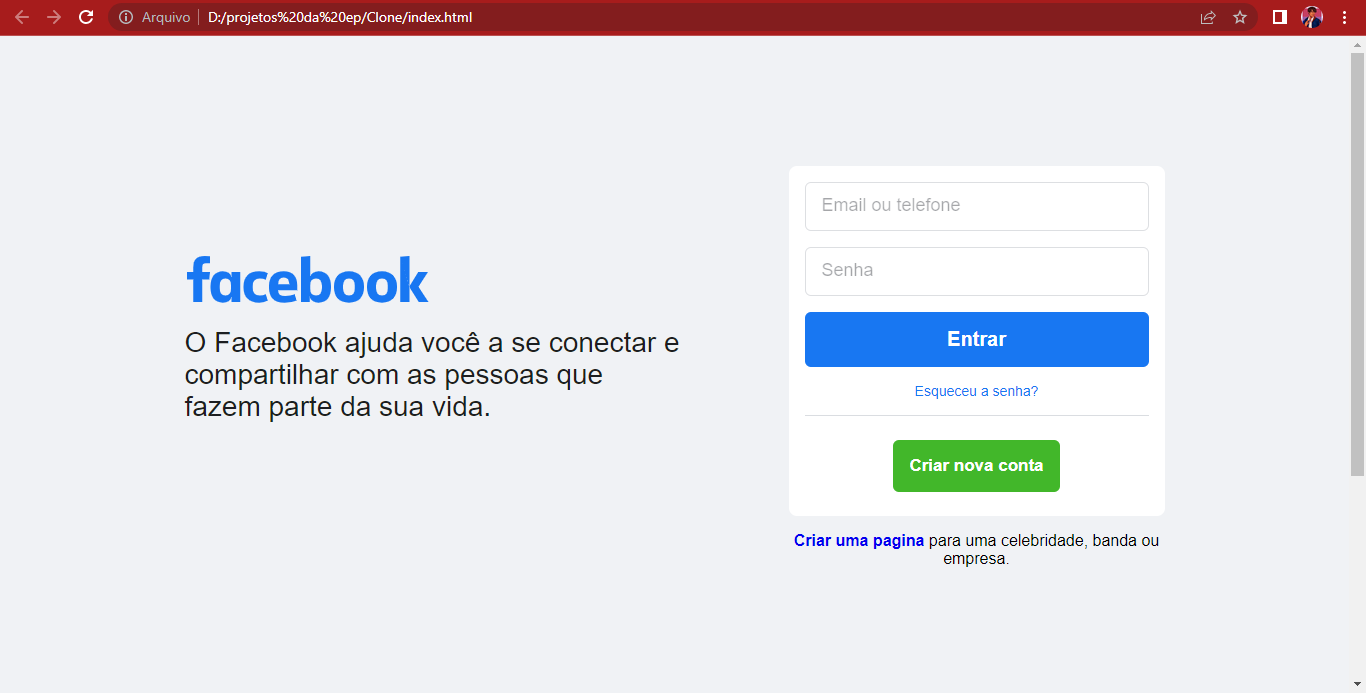 Arquivo D:/projetos%20da%20ep/Clone/index.html
facebook
O Facebook ajuda você a se conectar e
compartilhar com as pessoas que
fazem parte da sua vida.
Email ou telefone
Senha
Entrar
Esqueceu a senha?
Criar nova conta
Criar uma pagina para uma celebridade, banda ou
empresa.